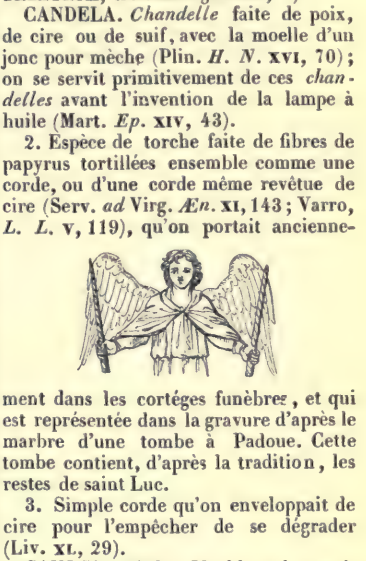 CANDELA. Chandelle faite de poix,
de cire ou de suif, avec la moelle d'un
jonc pour mèche (Plin. H. N. XVI, 70);
on se servit primitivement de ces chan-
delles avant l'invention de la lampe à
huile (Mart. Ep. XIV, 43).
2. Espèce de torche faite de fibres de
papyrus tortillées ensemble comme une
corde, ou d'une corde même revêtue de
cire (Serv. ad Virg. Æn. XI, 143; Varro,
L. L. V, 119), qu'on portait ancienne-
ment dans les cortéges funèbres, et qui
est représentée dans la gravure d'après le
marbre d'une tombe à Padoue. Cette
tombe contient, d'après la tradition, les
restes de saint Luc.
3. Simple corde qu'on enveloppait de
cire pour l'empêcher de se dégrader
(Liv. XL, 29).